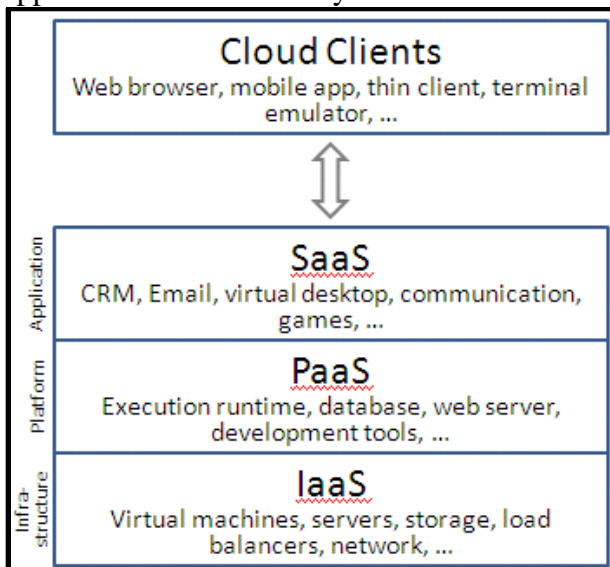 Cloud Clients
Web browser, mobile app, thin client, terminal
emulator, ...
Application
SaaS
CRM, Email, virtual desktop, communication,
games, ...
Platform
PaaS
Execution runtime, database, web server,
development tools, ...
Infra-
structure
IaaS
Virtual machines, servers, storage, load
balancers, network, ...